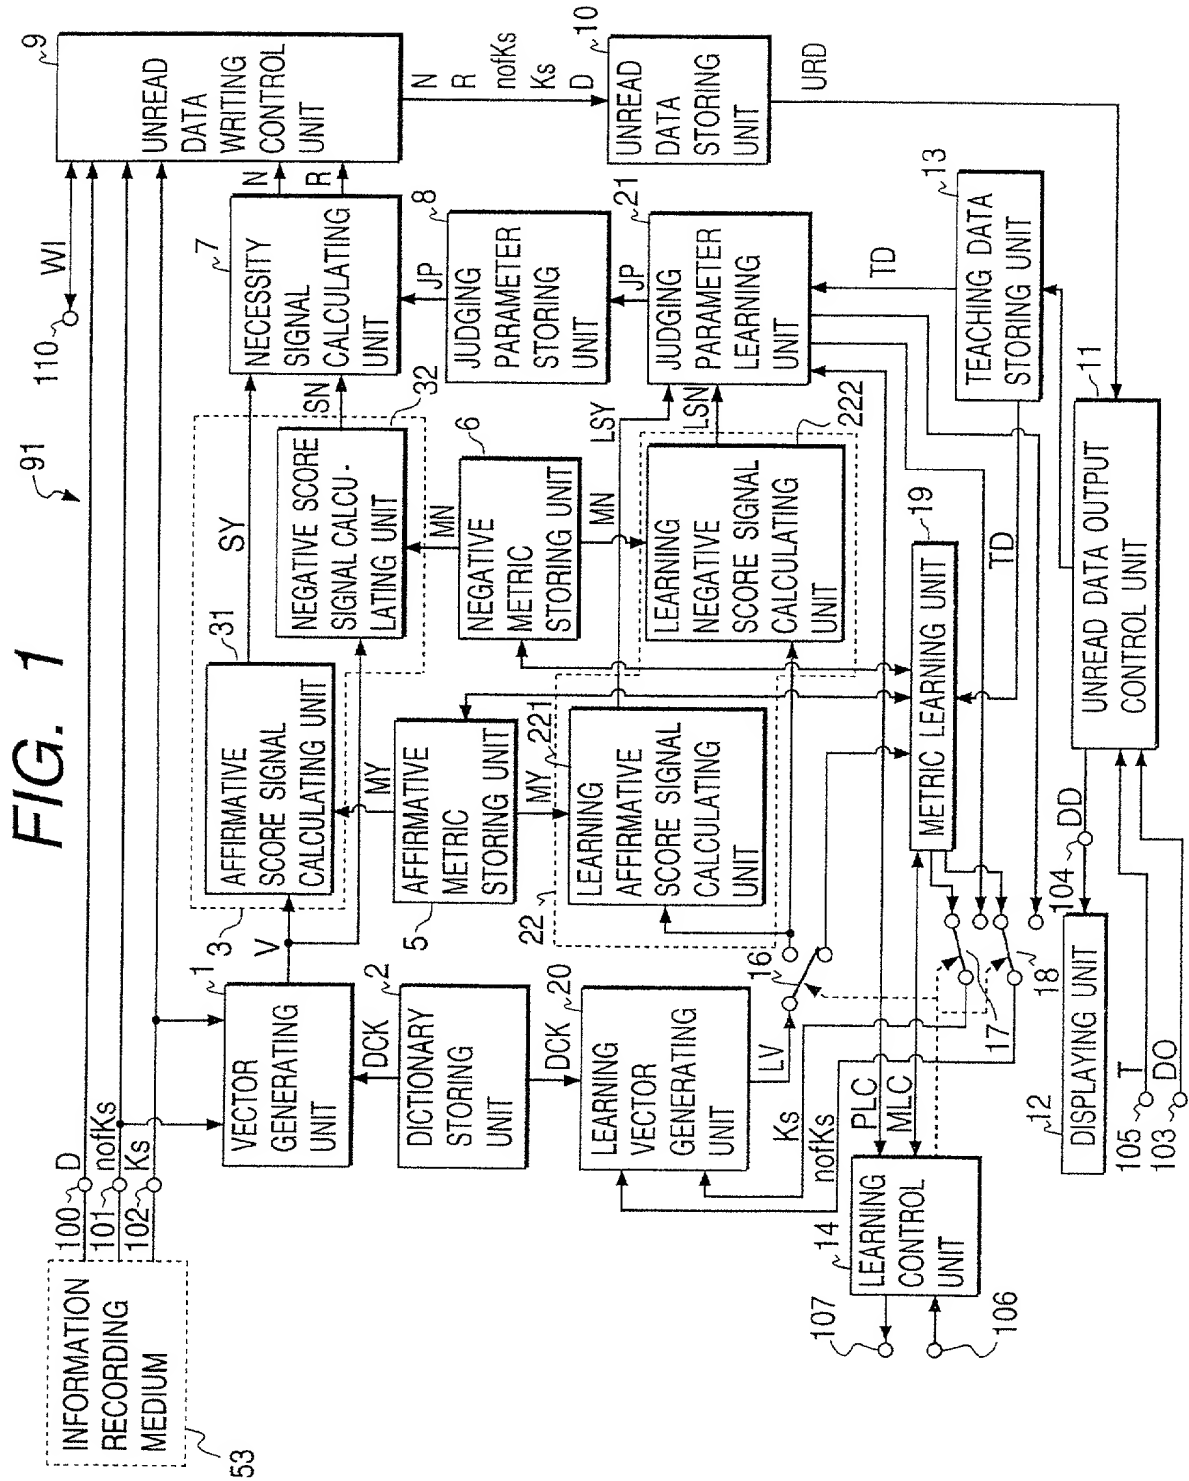 FIG. 1
91
INFORMATION
RECORDING
MEDIUM
53
100
D
101
nofKs
102
Ks
110
WI
9
UNREAD
DATA
WRITING
CONTROL
UNIT
1
VECTOR
GENERATING
UNIT
V
3
31
AFFIRMATIVE
SCORE SIGNAL
CALCULATING UNIT
SY
32
NEGATIVE SCORE
SIGNAL CALCU-
LATING UNIT
SN
7
NECESSITY
SIGNAL
CALCULATING
UNIT
N
R
N
R
nofKs
Ks
D
DCK
2
DICTIONARY
STORING
UNIT
DCK
MY
5
AFFIRMATIVE
METRIC
STORING UNIT
MY
MN
6
NEGATIVE
METRIC
STORING UNIT
MN
JP
8
JUDGING
PARAMETER
STORING
UNIT
JP
10
UNREAD
DATA
STORING
UNIT
URD
20
LEARNING
VECTOR
GENERATING
UNIT
LV
22
221
LEARNING
AFFIRMATIVE
SCORE SIGNAL
CALCULATING
UNIT
LSY
222
LEARNING
NEGATIVE
SCORE SIGNAL
CALCULATING
UNIT
LSN
21
JUDGING
PARAMETER
LEARNING
UNIT
TD
16
Ks
nofKs
PLC
MLC
14
LEARNING
CONTROL
UNIT
107
106
17
18
19
METRIC LEARNING UNIT
TD
13
TEACHING DATA
STORING UNIT
12
DISPLAYING UNIT
104
DD
11
UNREAD DATA OUTPUT
CONTROL UNIT
105
T
103
DO